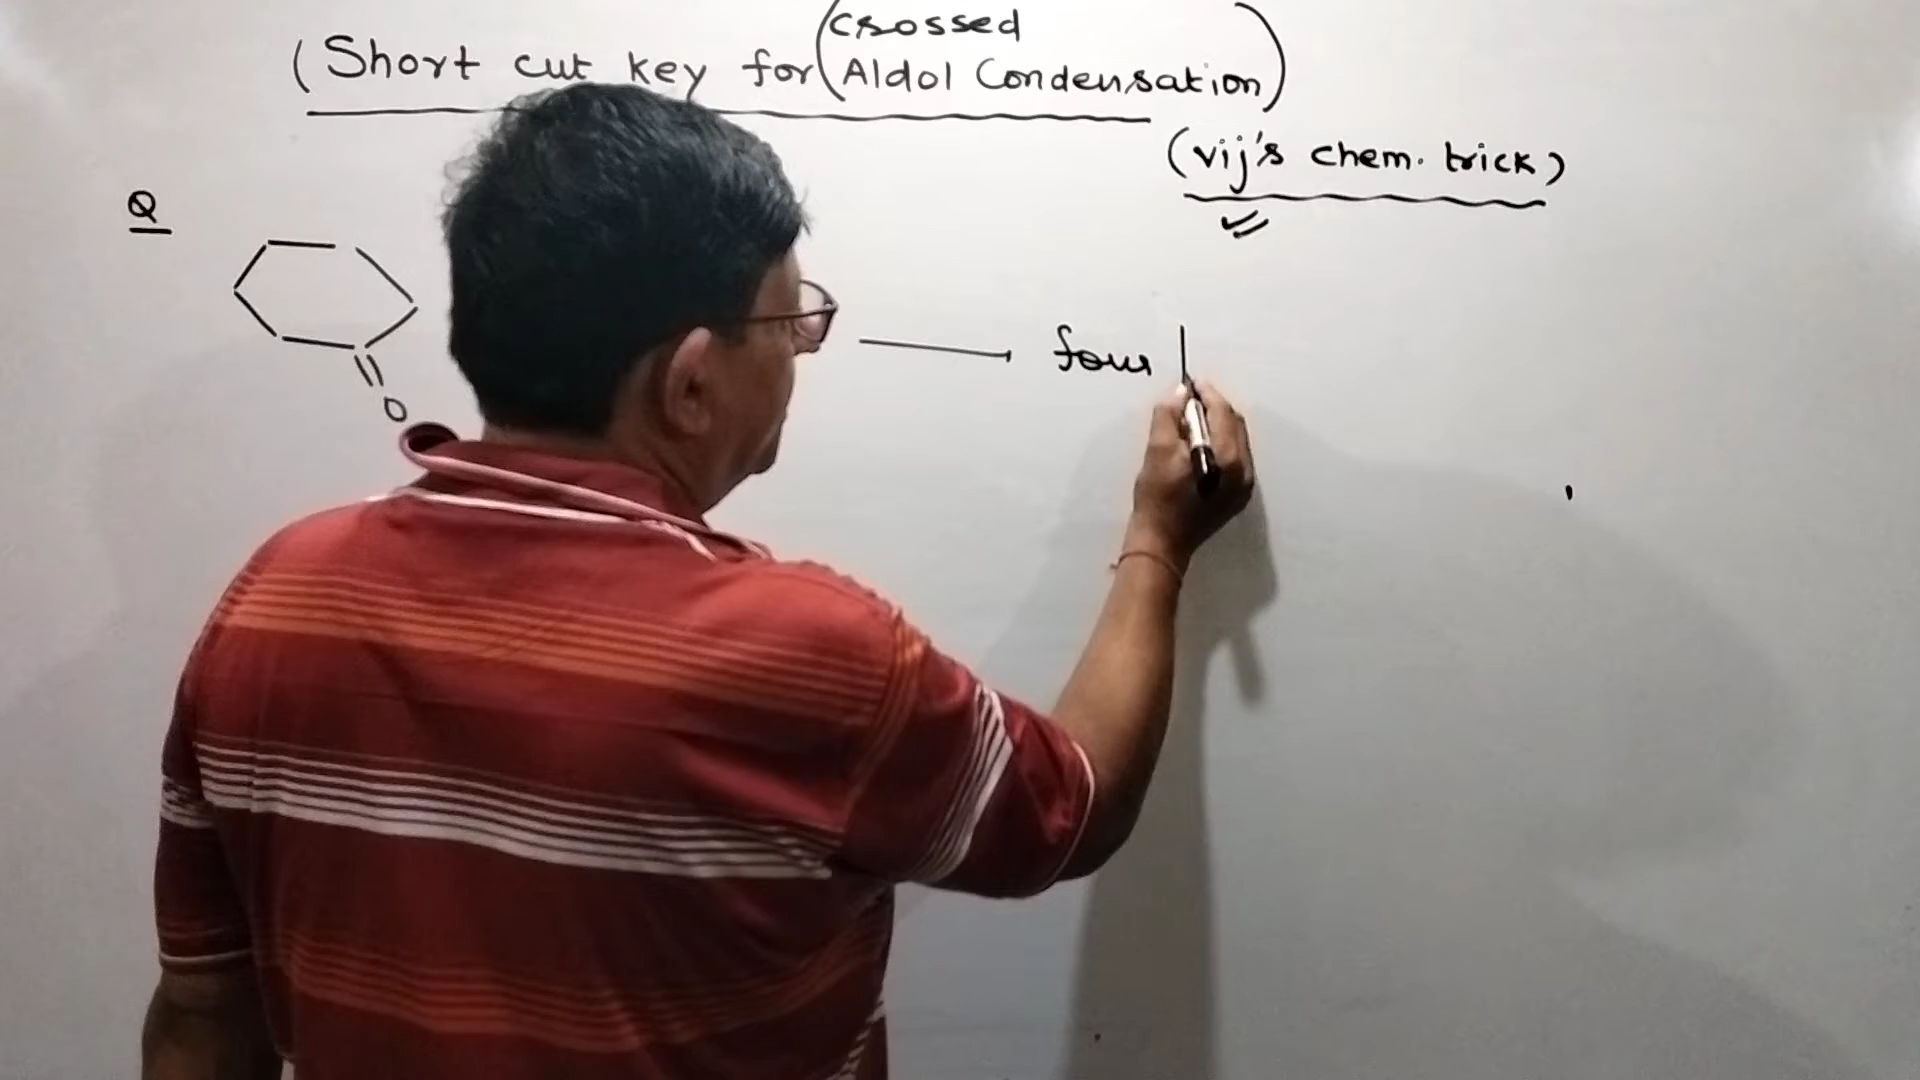 (Short cut key for (crossed
Aldol Condensation)
(vij's chem. trick)
Q
O
four